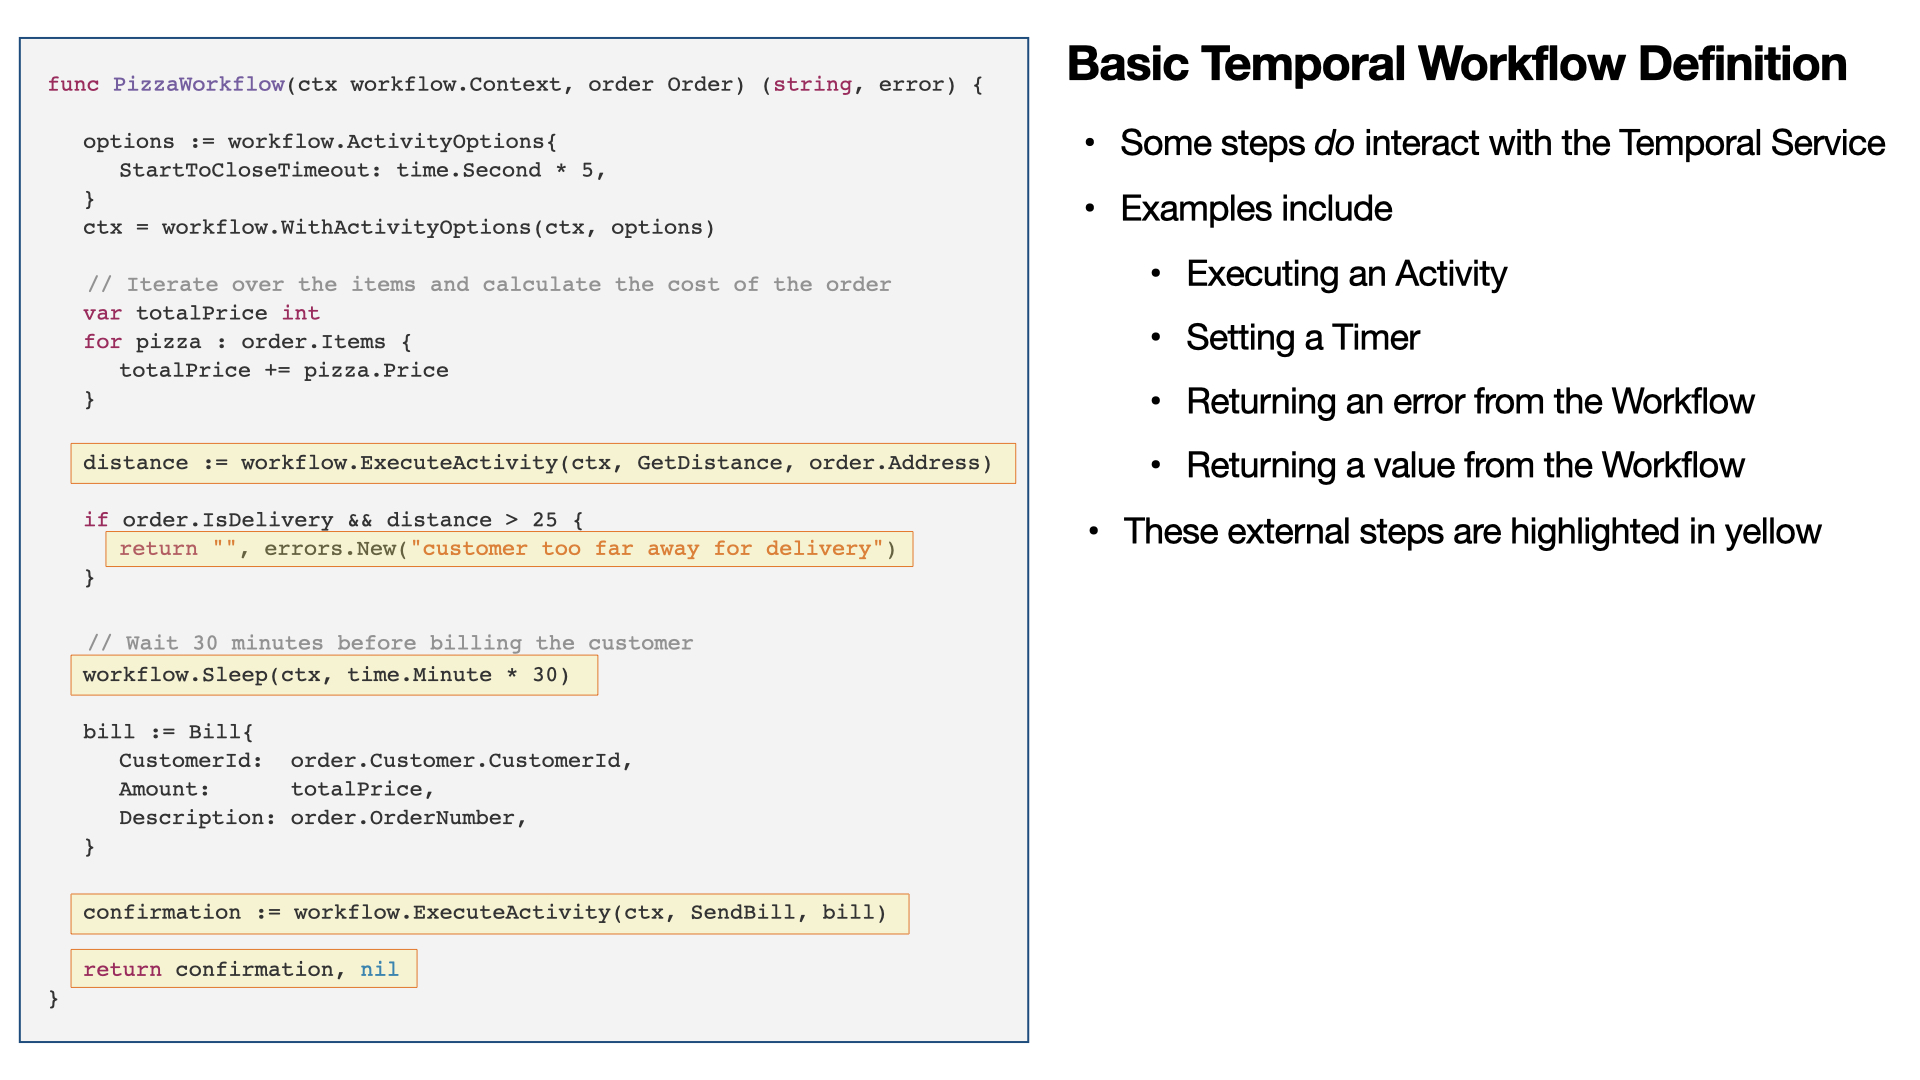 func PizzaWorkflow(ctx workflow.Context, order Order) (string, error) {
options := workflow.ActivityOptions{
StartToCloseTimeout: time.Second * 5,
}
ctx = workflow.WithActivityOptions(ctx, options)
// Iterate over the items and calculate the cost of the order
var totalPrice int
for pizza : order.Items {
totalPrice += pizza.Price
}
distance := workflow.ExecuteActivity(ctx, GetDistance, order.Address)
if order.IsDelivery && distance > 25 {
return "", errors.New("customer too far away for delivery")
}
// Wait 30 minutes before billing the customer
workflow.Sleep(ctx, time.Minute * 30)
bill := Bill{
CustomerId: order.Customer.CustomerId,
Amount: totalPrice,
Description: order.OrderNumber,
}
confirmation := workflow.ExecuteActivity(ctx, SendBill, bill)
return confirmation, nil
}
Basic Temporal Workflow Definition
• Some steps do interact with the Temporal Service
• Examples include
• Executing an Activity
• Setting a Timer
• Returning an error from the Workflow
• Returning a value from the Workflow
• These external steps are highlighted in yellow